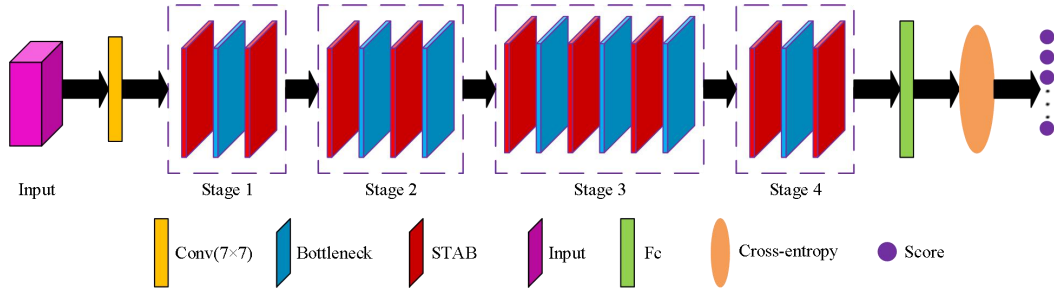 Input
Stage 1
Stage 2
Stage 3
Stage 4
Conv(7×7)
Bottleneck
STAB
Input
Fc
Cross-entropy
Score